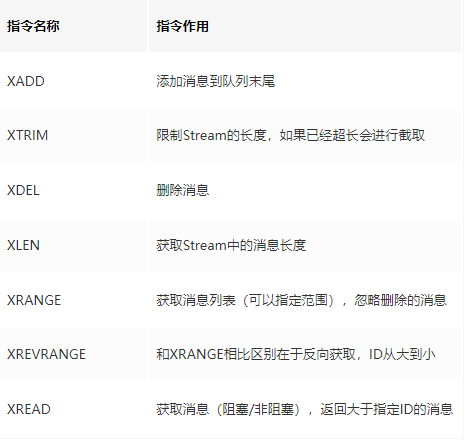 指令名称 指令作用
XADD 添加消息到队列末尾
XTRIM 限制Stream的长度，如果已经超长会进行截取
XDEL 删除消息
XLEN 获取Stream中的消息长度
XRANGE 获取消息列表（可以指定范围），忽略删除的消息
XREVRANGE 和XRANGE相比区别在于反向获取，ID从大到小
XREAD 获取消息（阻塞/非阻塞），返回大于指定ID的消息